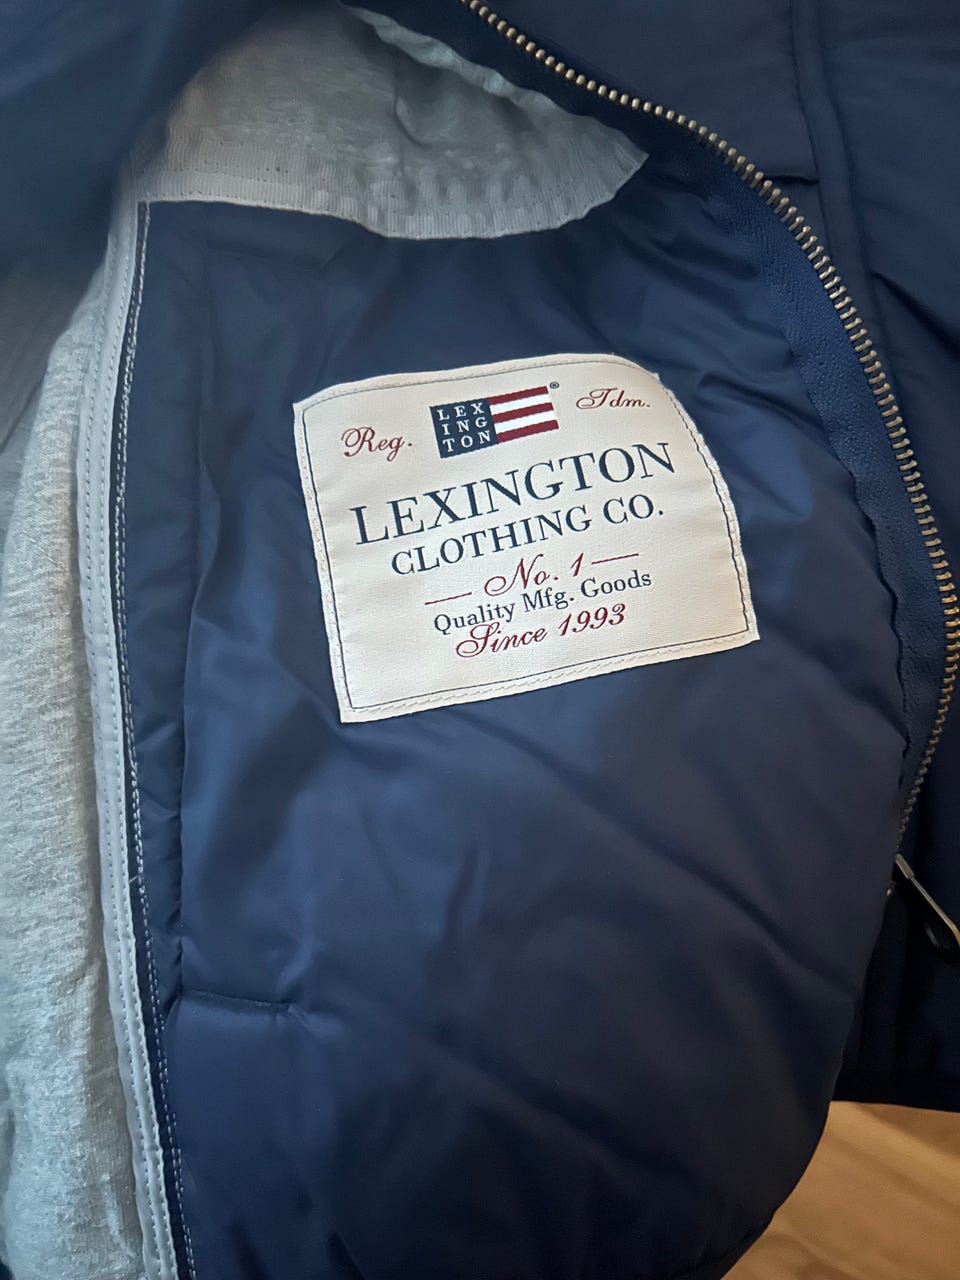 Reg.
LEX
ING
TON
®
Tdm.
LEXINGTON
CLOTHING CO.
No. 1
Quality Mfg. Goods
Since 1993